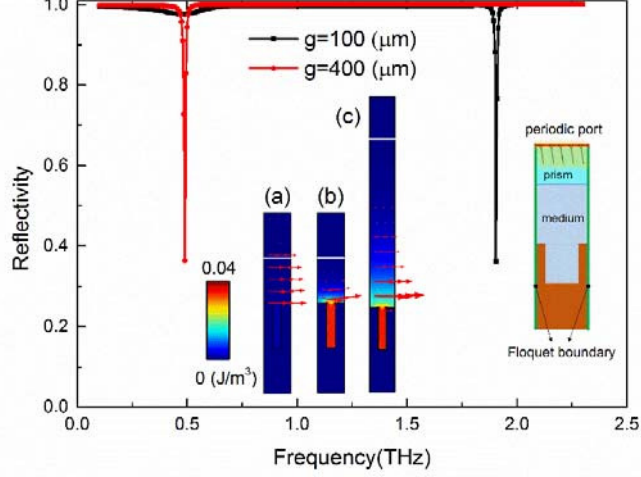 1.0
0.8
0.6
0.4
0.2
0.0
Reflectivity
g=100 (μm)
g=400 (μm)
(c)
(a) (b)
0.04
0 (J/m³)
periodic port
prism
medium
Floquet boundary
0.0 0.5 1.0 1.5 2.0 2.5
Frequency(THz)